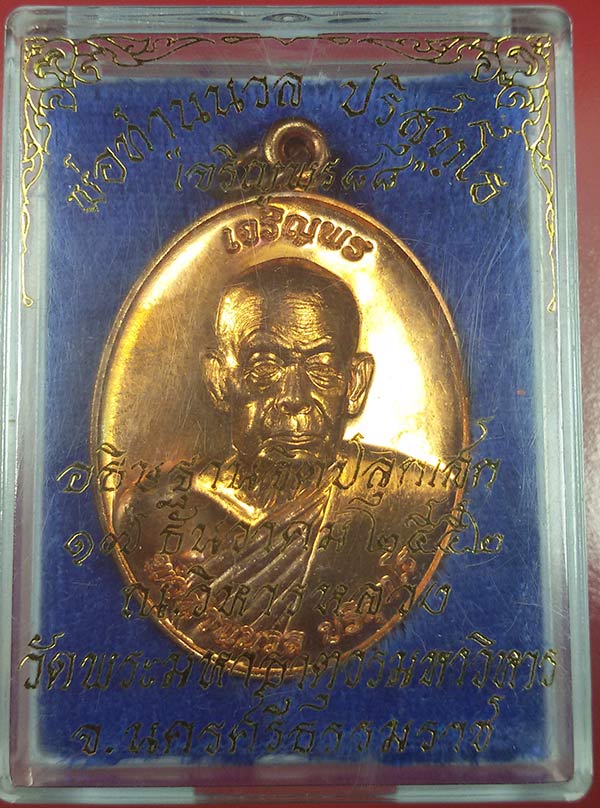 พ่อท่านนวล ปริสุทฺโธ
"เจริญพร๘๘"
เจริญพร
อธิษฐานจิตปลุกเสก
๑๗ ธันวาคม ๒๕๕๒
ณ.วิหารหลวง
วัดพระมหาธาตุวรมหาวิหาร
จ.นครศรีธรรมราช